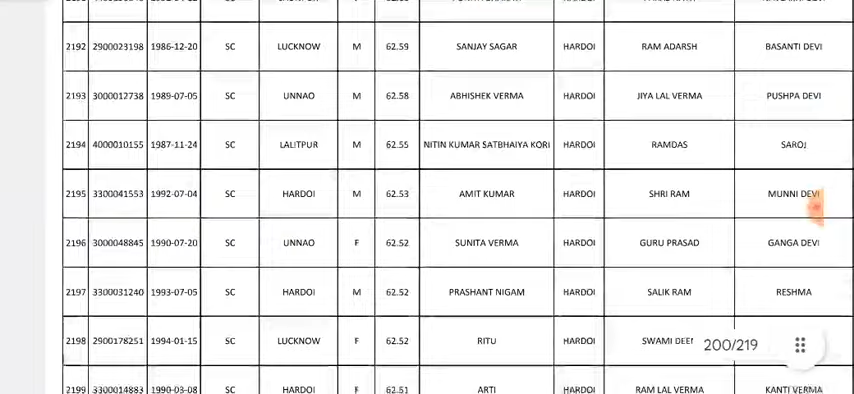 2192 2900023198 1986-12-20 SC LUCKNOW M 62.59 SANJAY SAGAR HARDOI RAM ADARSH BASANTI DEVI
2193 3000012738 1989-07-05 SC UNNAO M 62.58 ABHISHEK VERMA HARDOI JIYA LAL VERMA PUSHPA DEVI
2194 4000010155 1987-11-24 SC LALITPUR M 62.55 NITIN KUMAR SATBHAIYA KORI HARDOI RAMDAS SAROJ
2195 3300041553 1992-07-04 SC HARDOI M 62.53 AMIT KUMAR HARDOI SHRI RAM MUNNI DEVI
2196 3000048845 1990-07-20 SC UNNAO F 62.52 SUNITA VERMA HARDOI GURU PRASAD GANGA DEVI
2197 3300031240 1993-07-05 SC HARDOI M 62.52 PRASHANT NIGAM HARDOI SALIK RAM RESHMA
2198 2900178251 1994-01-15 SC LUCKNOW F 62.52 RITU HARDOI SWAMI 200/219
2199 3300014883 1990-03-08 SC HARDOI F 62.51 ARTI HARDOI RAM LAL VERMA KANTI VERMA